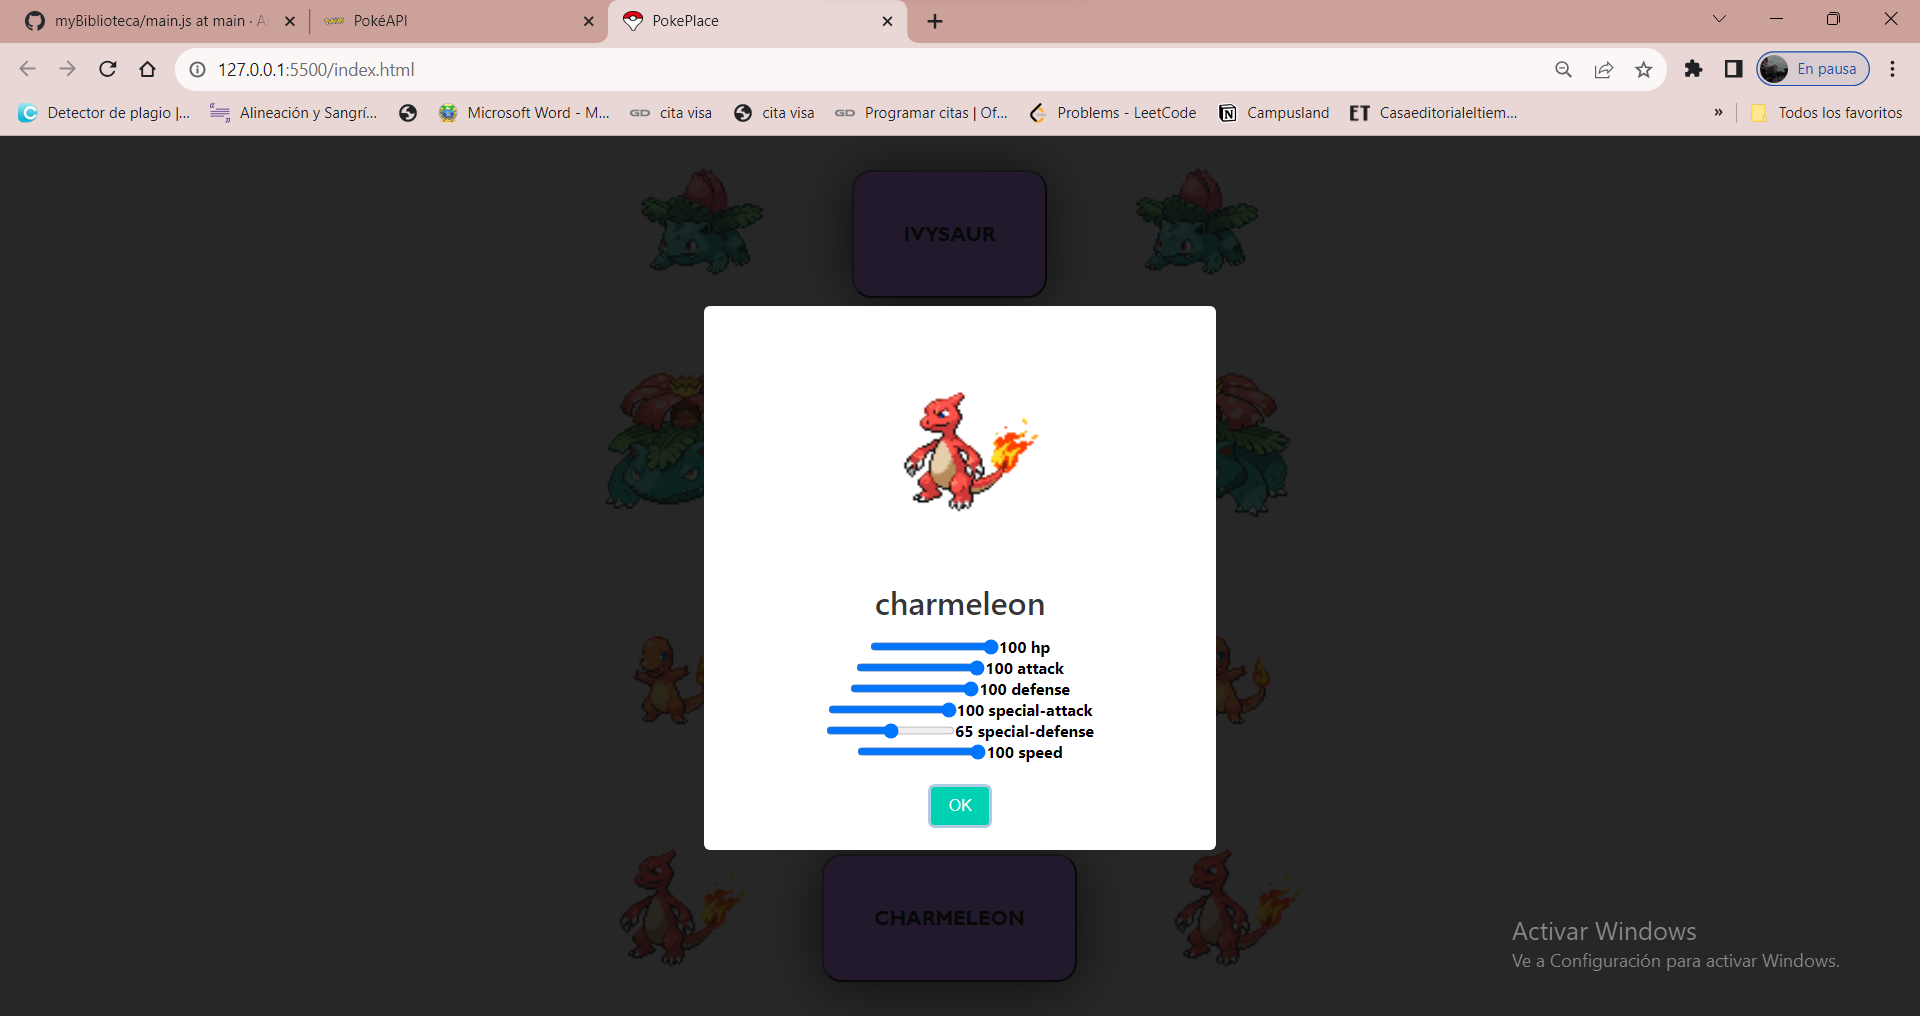 myBiblioteca/main.js at main · A
PokéAPI
PokePlace
127.0.0.1:5500/index.html
En pausa
Detector de plagio |...
Alineación y Sangrí...
Microsoft Word - M...
GD cita visa
cita visa
GD Programar citas | Of...
Problems - LeetCode
Campusland
ET Casaeditorialeltiem...
»
Todos los favoritos
IVYSAUR
charmeleon
100 hp
100 attack
100 defense
100 special-attack
65 special-defense
100 speed
OK
CHARMELEON
Activar Windows
Ve a Configuración para activar Windows.